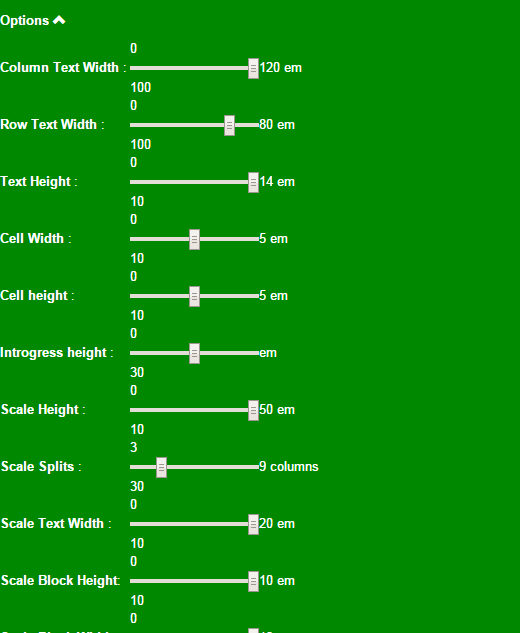 Options
0
Column Text Width : 120 em
100
0
Row Text Width : 80 em
100
0
Text Height : 14 em
10
0
Cell Width : 5 em
10
0
Cell height : 5 em
10
0
Introgress height : em
30
0
Scale Height : 50 em
10
3
Scale Splits : 9 columns
30
0
Scale Text Width : 20 em
10
0
Scale Block Height: 10 em
10
0